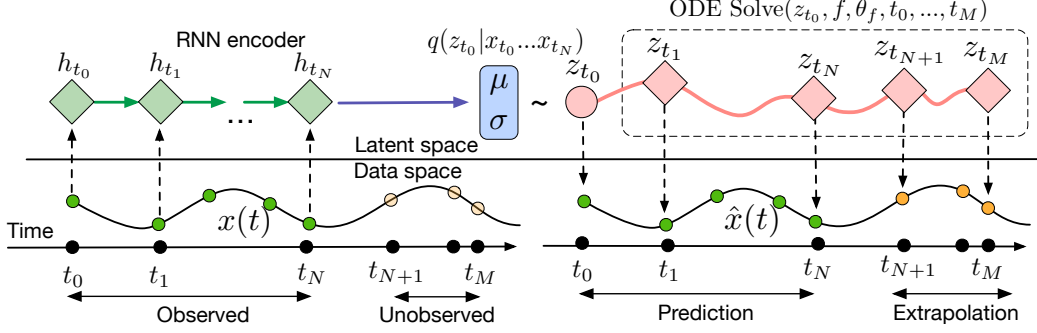 ODE Solve(z_{t_0}, f, θ_f, t_0, ..., t_M)
RNN encoder
q(z_{t_0}|x_{t_0}...x_{t_N})
h_{t_0} h_{t_1} h_{t_N}
z_{t_0} z_{t_1} z_{t_N} z_{t_{N+1}} z_{t_M}
... μ ~
σ
Latent space
Data space
x(t) x̂(t)
Time
t_0 t_1 t_N t_{N+1} t_M t_0 t_1 t_N t_{N+1} t_M
Observed Unobserved Prediction Extrapolation